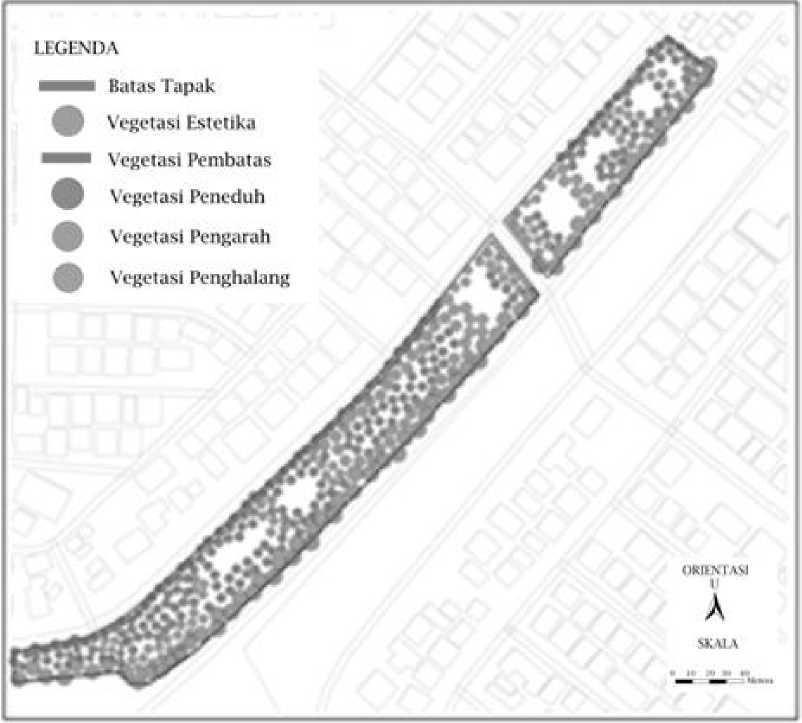 LEGENDA
Batas Tapak
Vegetasi Estetika
Vegetasi Pembatas
Vegetasi Peneduh
Vegetasi Pengarah
Vegetasi Penghalang
ORIENTASI
U
SKALA
0 10 20 30 40
Meters